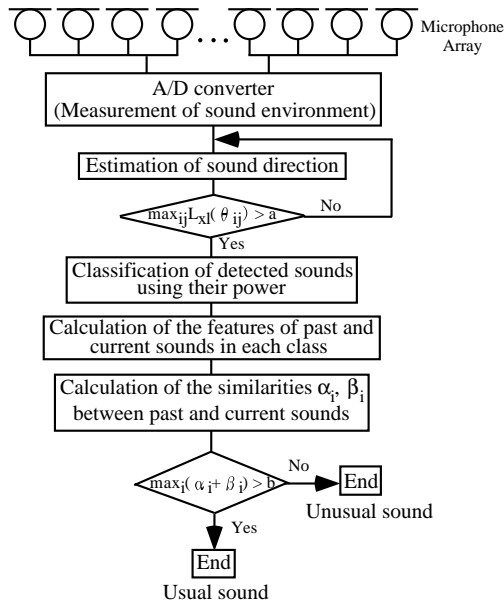 Microphone
Array
...
A/D converter
(Measurement of sound environment)
Estimation of sound direction
max_ij L_xl(θ_ij) > a
No
Yes
Classification of detected sounds
using their power
Calculation of the features of past and
current sounds in each class
Calculation of the similarities α_i, β_i
between past and current sounds
max_i(α_i+β_i) > b
No
End
Unusual sound
Yes
End
Usual sound